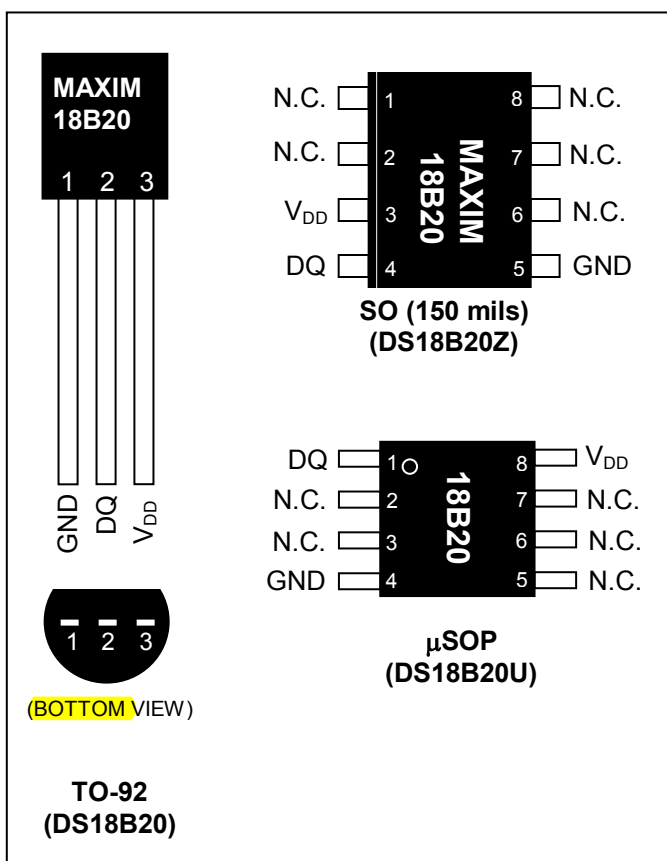 MAXIM
18B20
1 2 3
GND DQ VDD
1 2 3
(BOTTOM VIEW)
TO-92
(DS18B20)
N.C. 1 8 N.C.
N.C. 2 7 N.C.
VDD 3 6 N.C.
DQ 4 5 GND
MAXIM
18B20
SO (150 mils)
(DS18B20Z)
DQ 1 8 VDD
N.C. 2 7 N.C.
N.C. 3 6 N.C.
GND 4 5 N.C.
18B20
μSOP
(DS18B20U)